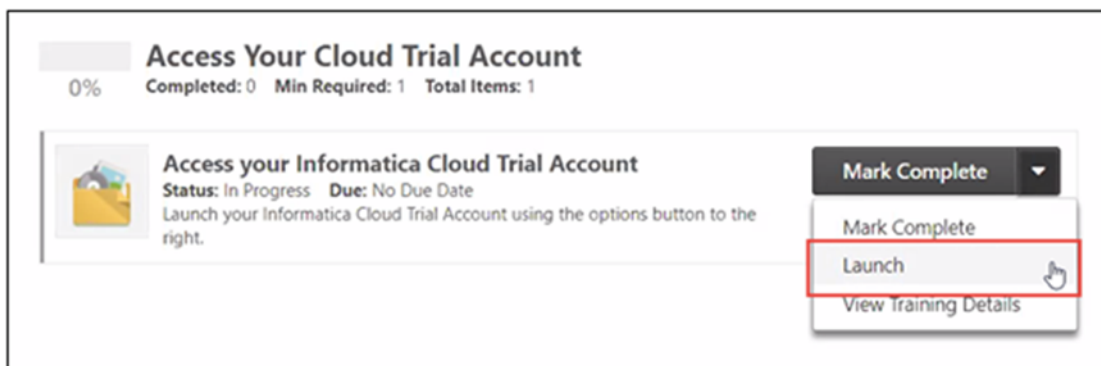 Access Your Cloud Trial Account
0%
Completed: 0 Min Required: 1 Total Items: 1
Access your Informatica Cloud Trial Account
Status: In Progress Due: No Due Date
Launch your Informatica Cloud Trial Account using the options button to the
right.
Mark Complete
Mark Complete
Launch
View Training Details